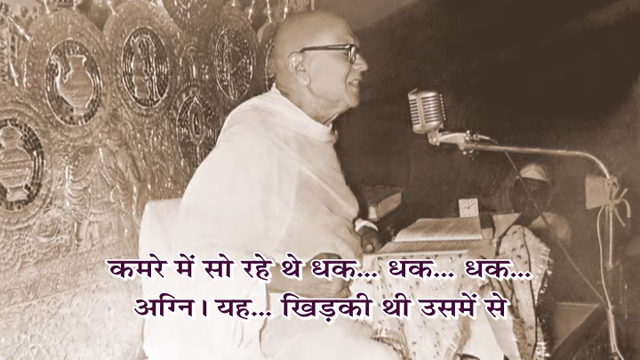 कमरे में सो रहे थे धक... धक... धक...
अग्नि। यह... खिड़की थी उसमें से